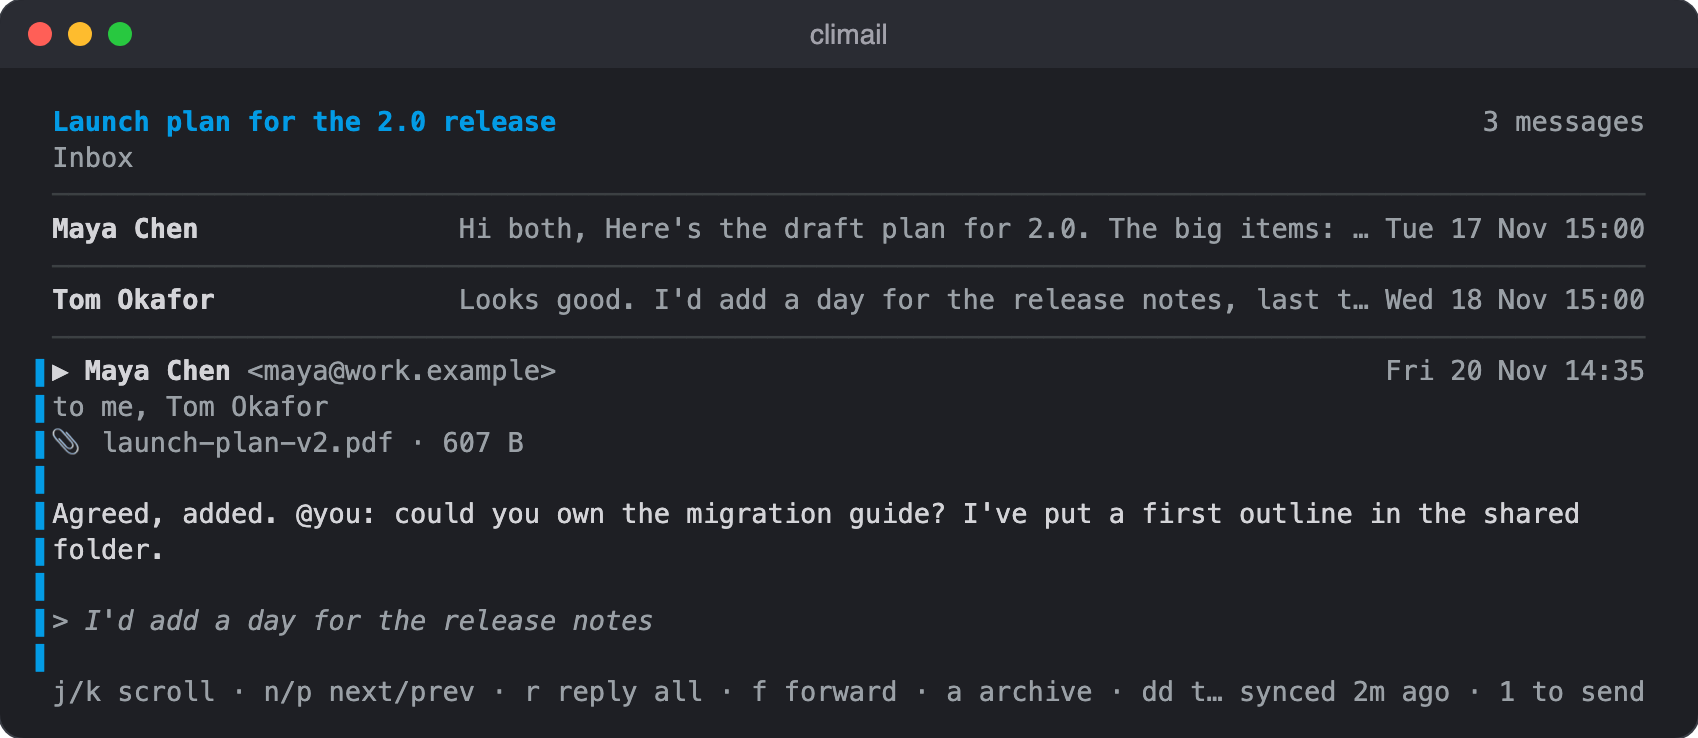 climail
Launch plan for the 2.0 release 3 messages
Inbox
Maya Chen Hi both, Here's the draft plan for 2.0. The big items: … Tue 17 Nov 15:00
Tom Okafor Looks good. I'd add a day for the release notes, last t… Wed 18 Nov 15:00
▶ Maya Chen <maya@work.example> Fri 20 Nov 14:35
to me, Tom Okafor
📎 launch-plan-v2.pdf · 607 B
Agreed, added. @you: could you own the migration guide? I've put a first outline in the shared
folder.
> I'd add a day for the release notes
j/k scroll · n/p next/prev · r reply all · f forward · a archive · dd t… synced 2m ago · 1 to send